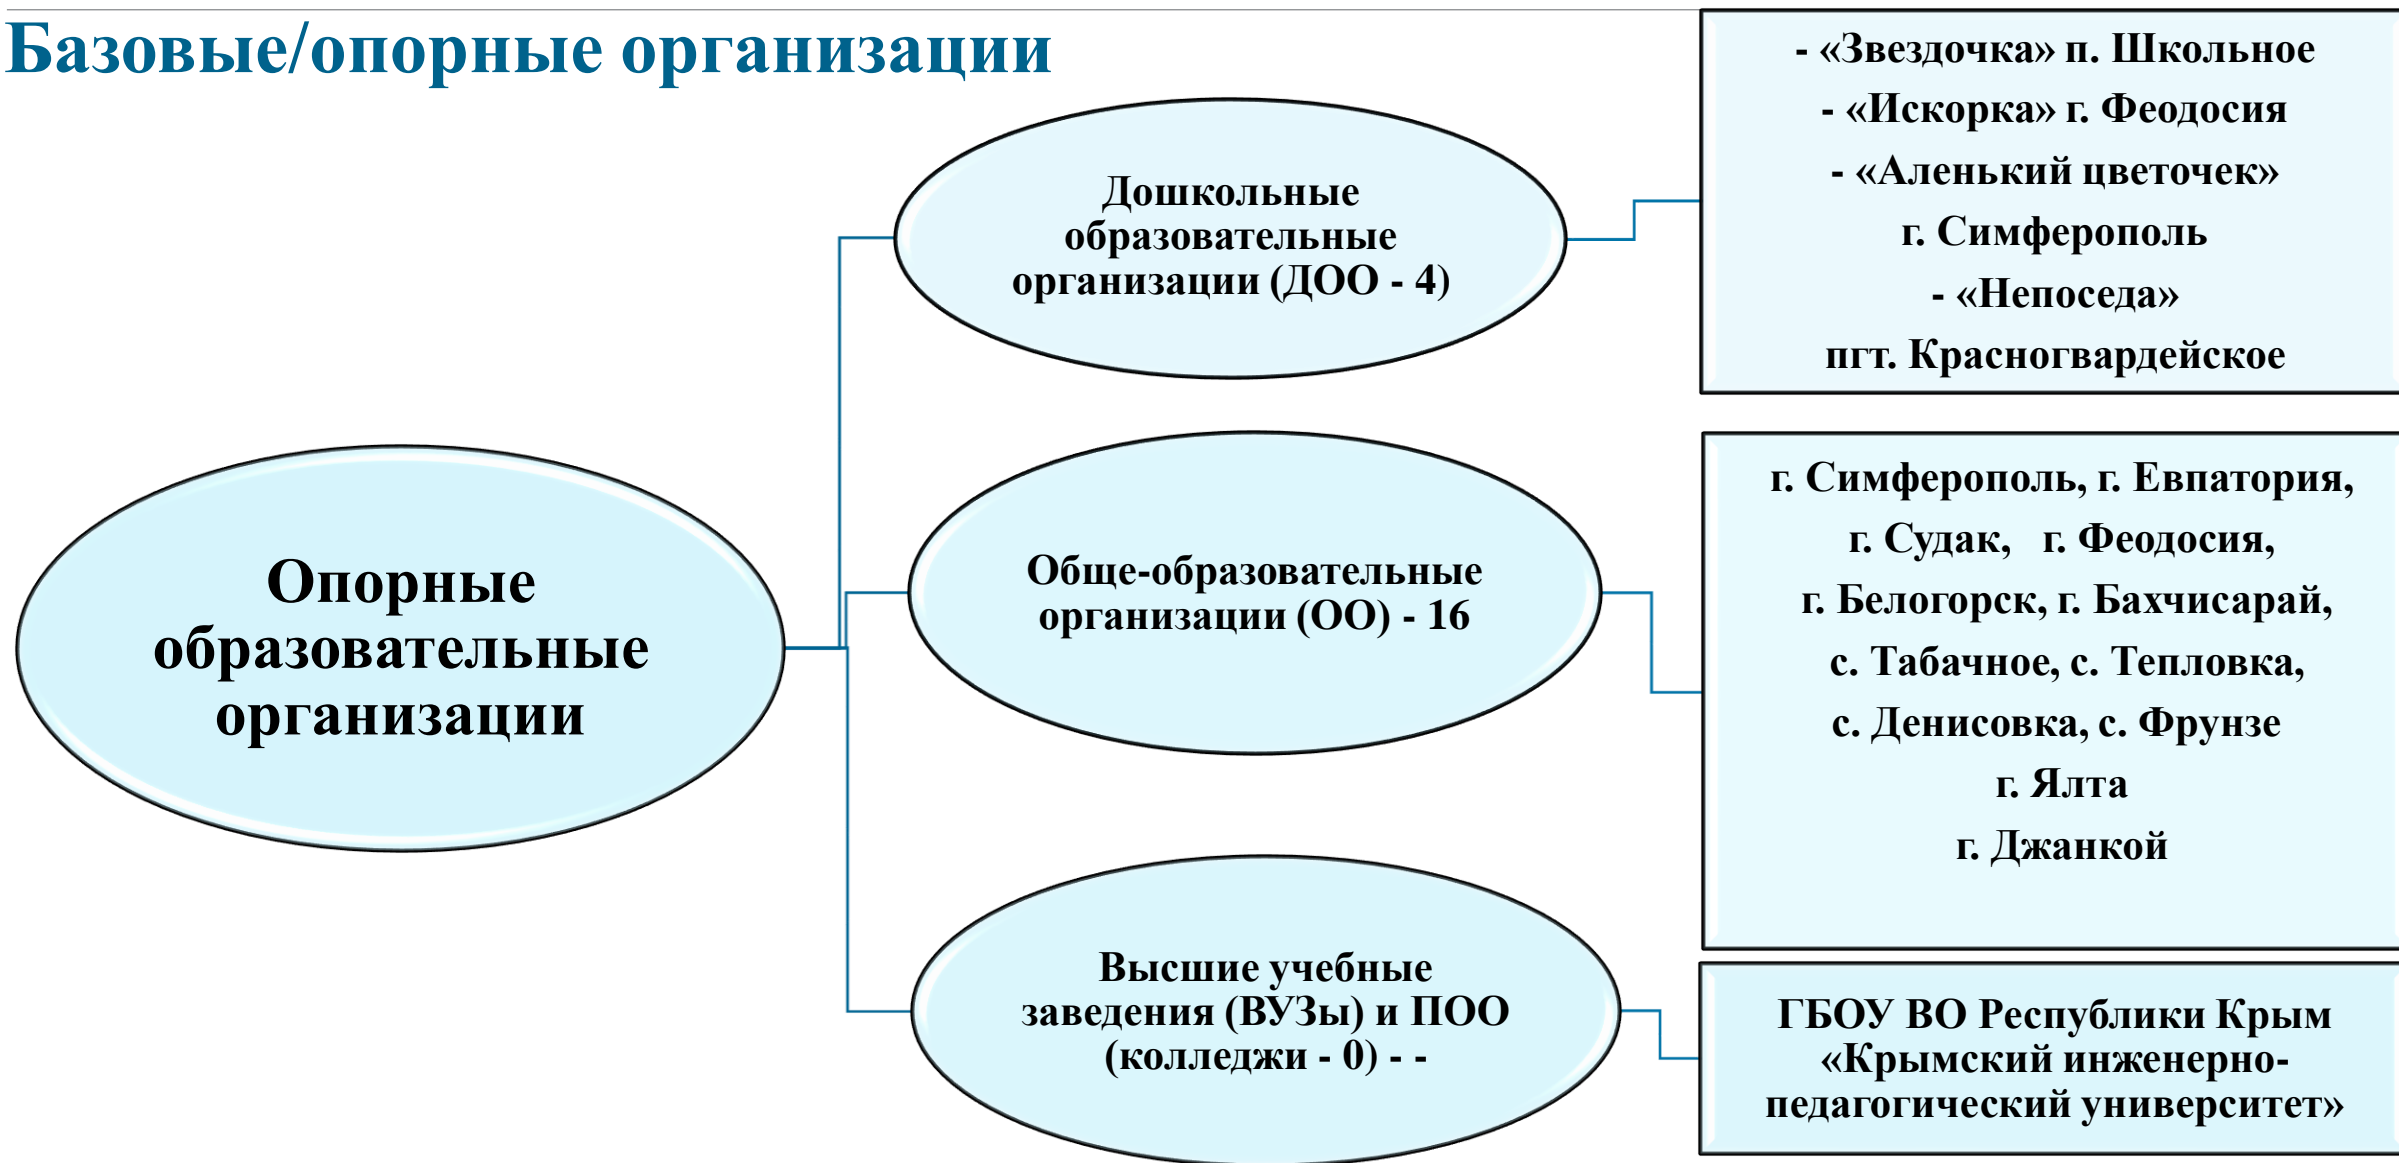 Базовые/опорные организации
Опорные
образовательные
организации
Дошкольные
образовательные
организации (ДОО - 4)
- «Звездочка» п. Школьное
- «Искорка» г. Феодосия
- «Аленький цветочек»
г. Симферополь
- «Непоседа»
пгт. Красногвардейское
Обще-образовательные
организации (ОО) - 16
г. Симферополь, г. Евпатория,
г. Судак, г. Феодосия,
г. Белогорск, г. Бахчисарай,
с. Табачное, с. Тепловка,
с. Денисовка, с. Фрунзе
г. Ялта
г. Джанкой
Высшие учебные
заведения (ВУЗы) и ПОО
(колледжи - 0) - -
ГБОУ ВО Республики Крым
«Крымский инженерно-
педагогический университет»